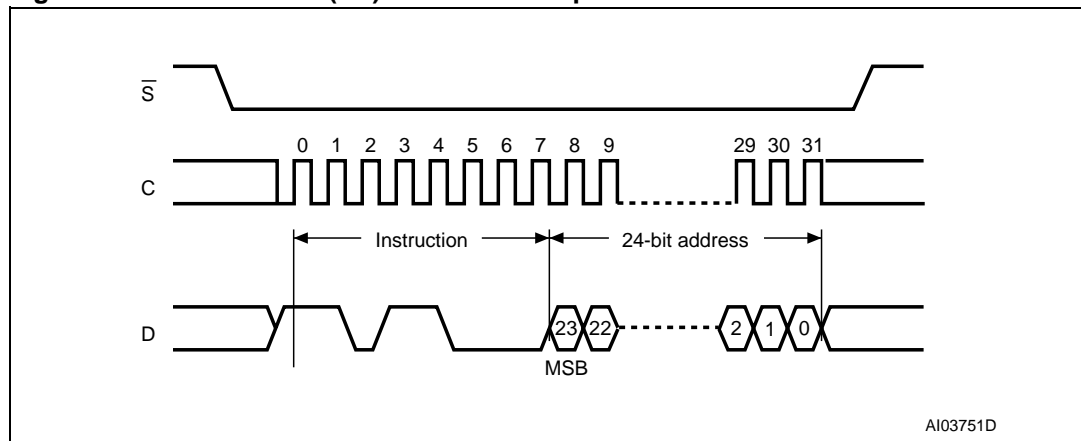 S̅
0 1 2 3 4 5 6 7 8 9 29 30 31
C
Instruction 24-bit address
D 23 22 2 1 0
MSB
AI03751D